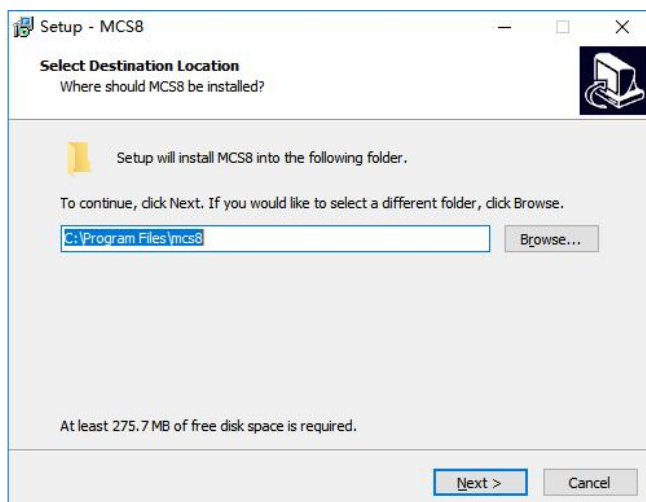 Setup - MCS8
Select Destination Location
Where should MCS8 be installed?
Setup will install MCS8 into the following folder.
To continue, click Next. If you would like to select a different folder, click Browse.
C:\Program Files\mcs8
Browse...
At least 275.7 MB of free disk space is required.
Next >
Cancel